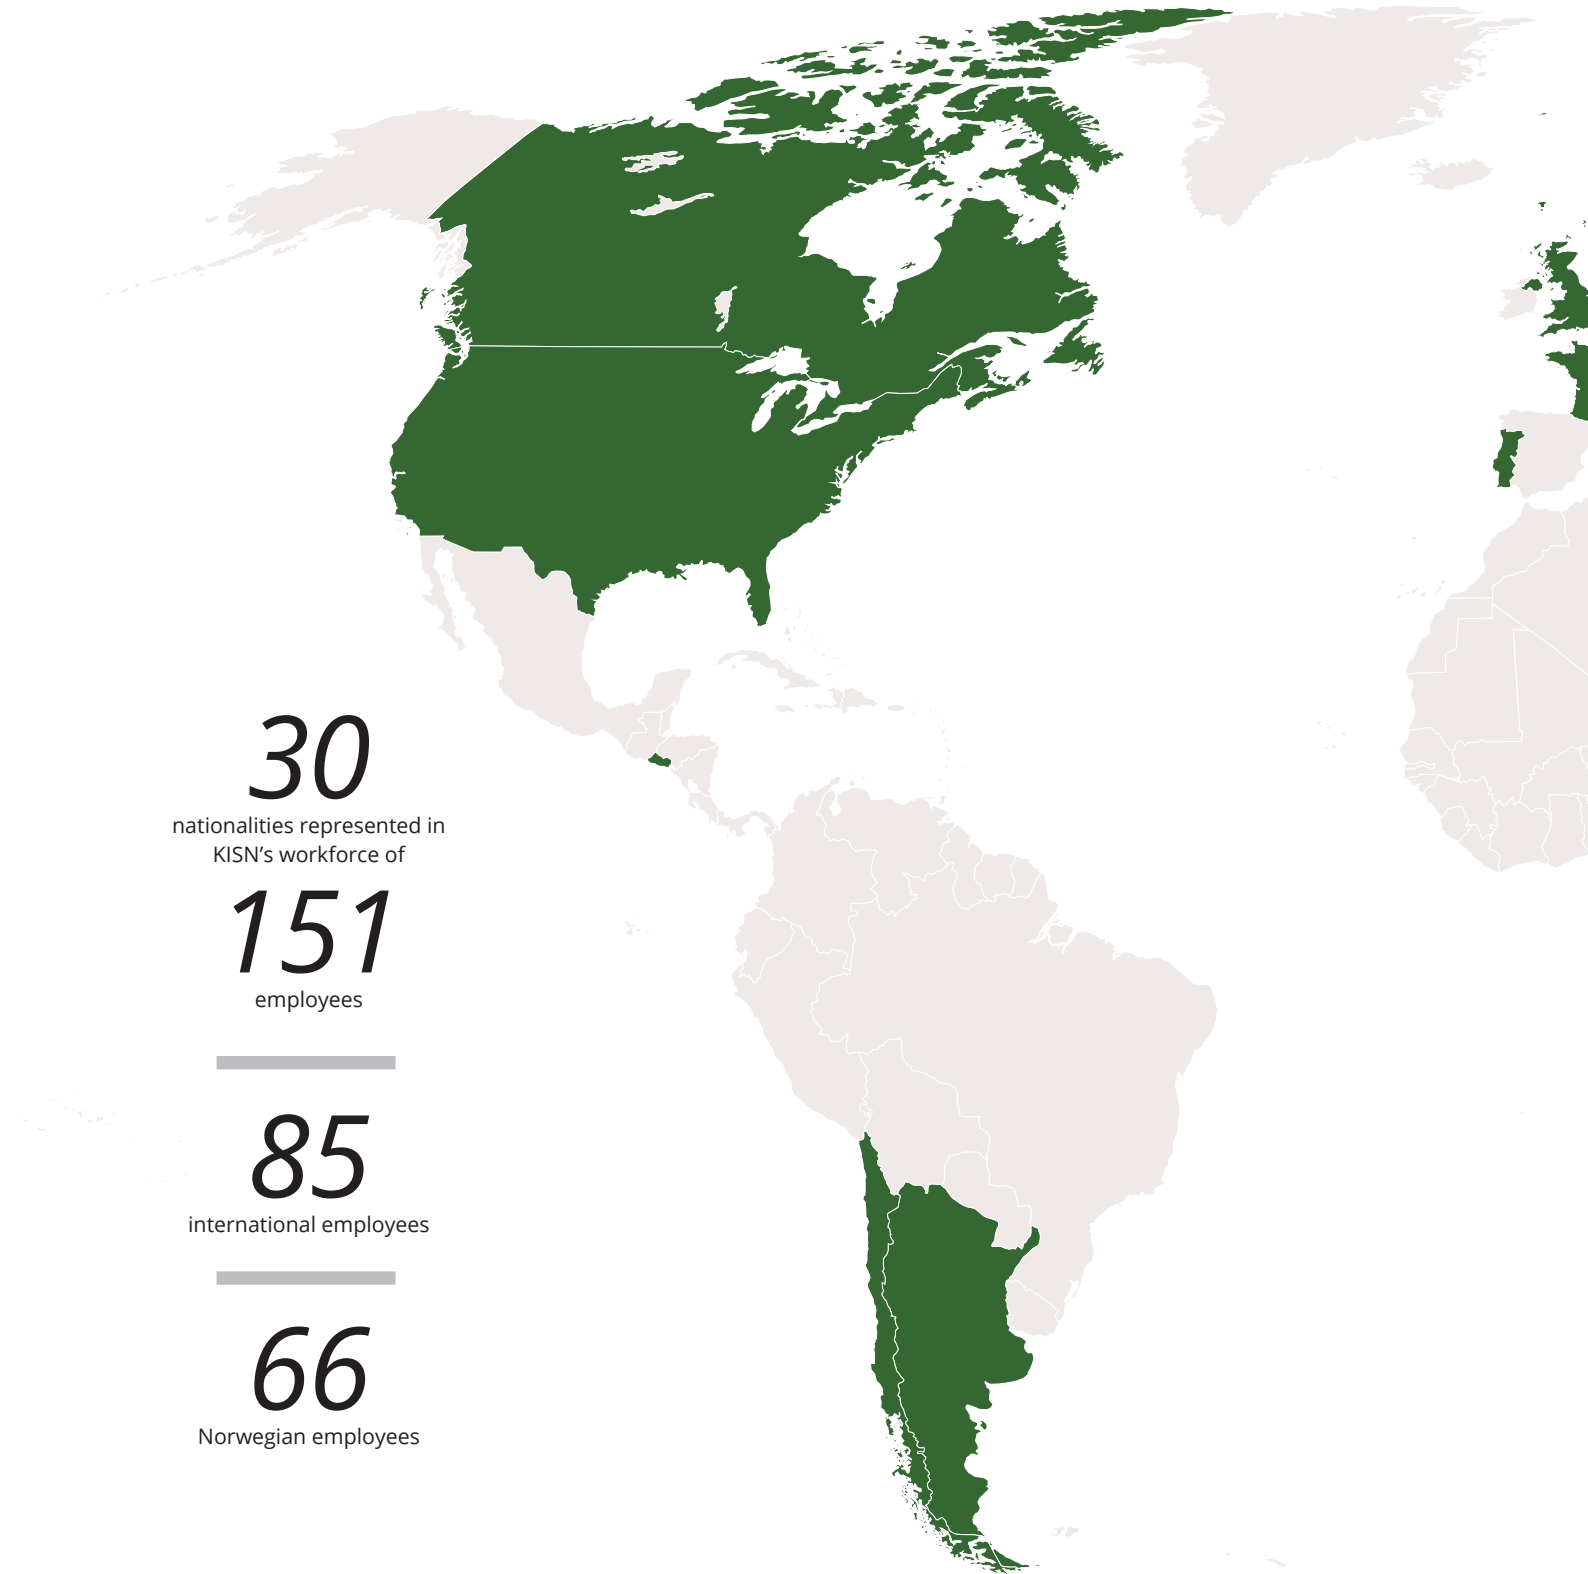 30
nationalities represented in
KISN’s workforce of
151
employees
85
international employees
66
Norwegian employees